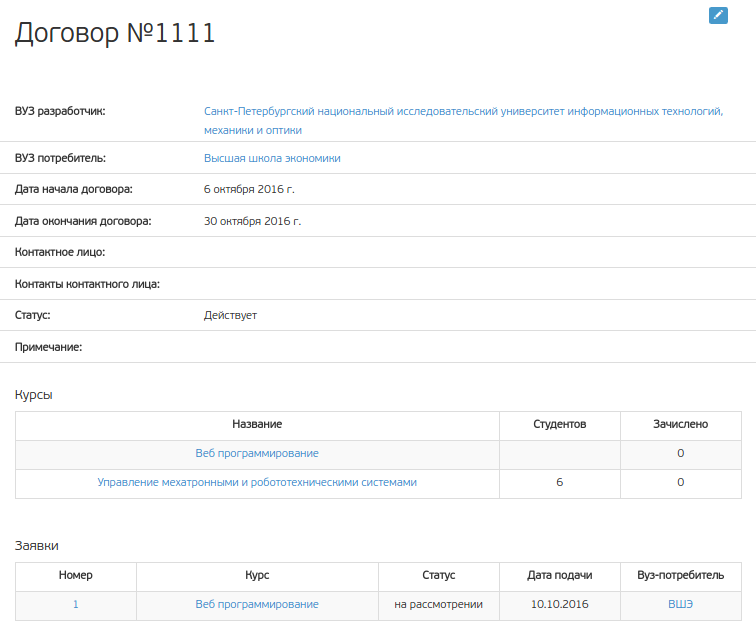 Договор №1111
ВУЗ разработчик: Санкт-Петербургский национальный исследовательский университет информационных технологий,
механики и оптики
ВУЗ потребитель: Высшая школа экономики
Дата начала договора: 6 октября 2016 г.
Дата окончания договора: 30 октября 2016 г.
Контактное лицо:
Контакты контактного лица:
Статус: Действует
Примечание:
Курсы
Название Студентов Зачислено
Веб программирование 0
Управление мехатронными и робототехническими системами 6 0
Заявки
Номер Курс Статус Дата подачи Вуз-потребитель
1 Веб программирование на рассмотрении 10.10.2016 ВШЭ